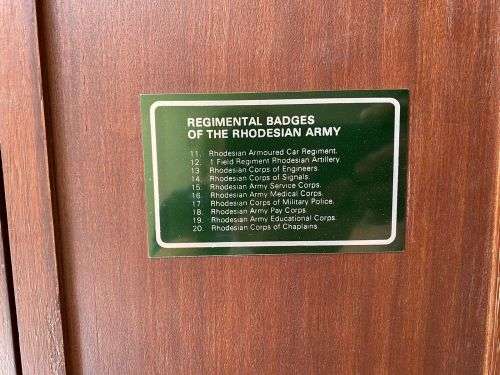 REGIMENTAL BADGES
OF THE RHODESIAN ARMY
11. Rhodesian Armoured Car Regiment.
12. 1 Field Regiment Rhodesian Artillery
13 Rhodesian Corps of Engineers.
14. Rhodesian Corps of Signals.
15. Rhodesian Army Service Corps.
16. Rhodesian Army Medical Corps.
17 Rhodesian Corps of Military Police.
18. Rhodesian Army Pay Corps
19. Rhodesian Army Educational Corps.
20. Rhodesian Corps of Chaplains